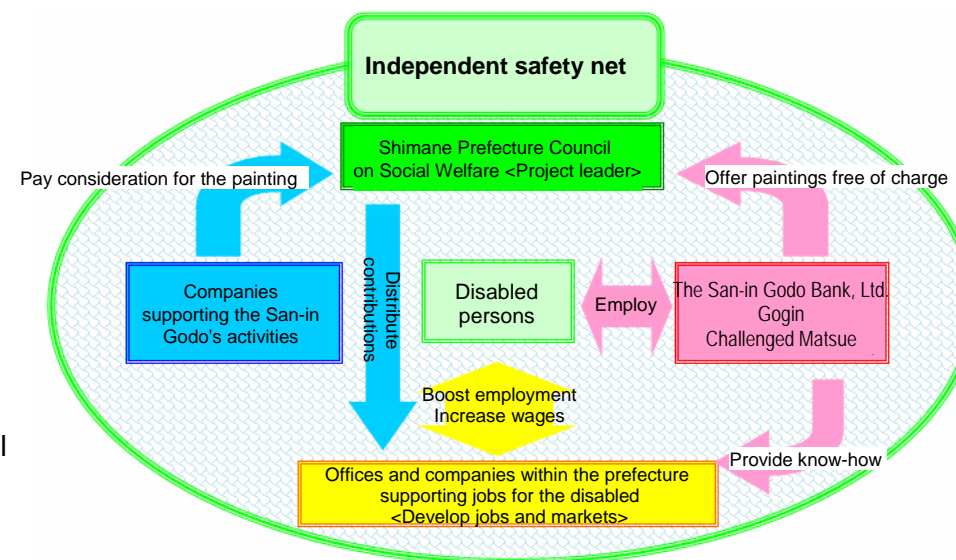 Independent safety net
Shimane Prefecture Council
on Social Welfare <Project leader>
Pay consideration for the painting
Offer paintings free of charge
Companies
supporting the San-in
Godo's activities
Distribute
contributions
Disabled
persons
Employ
The San-in Godo Bank, Ltd.
Gogin
Challenged Matsue
Boost employment
Increase wages
Provide know-how
Offices and companies within the prefecture
supporting jobs for the disabled
<Develop jobs and markets>